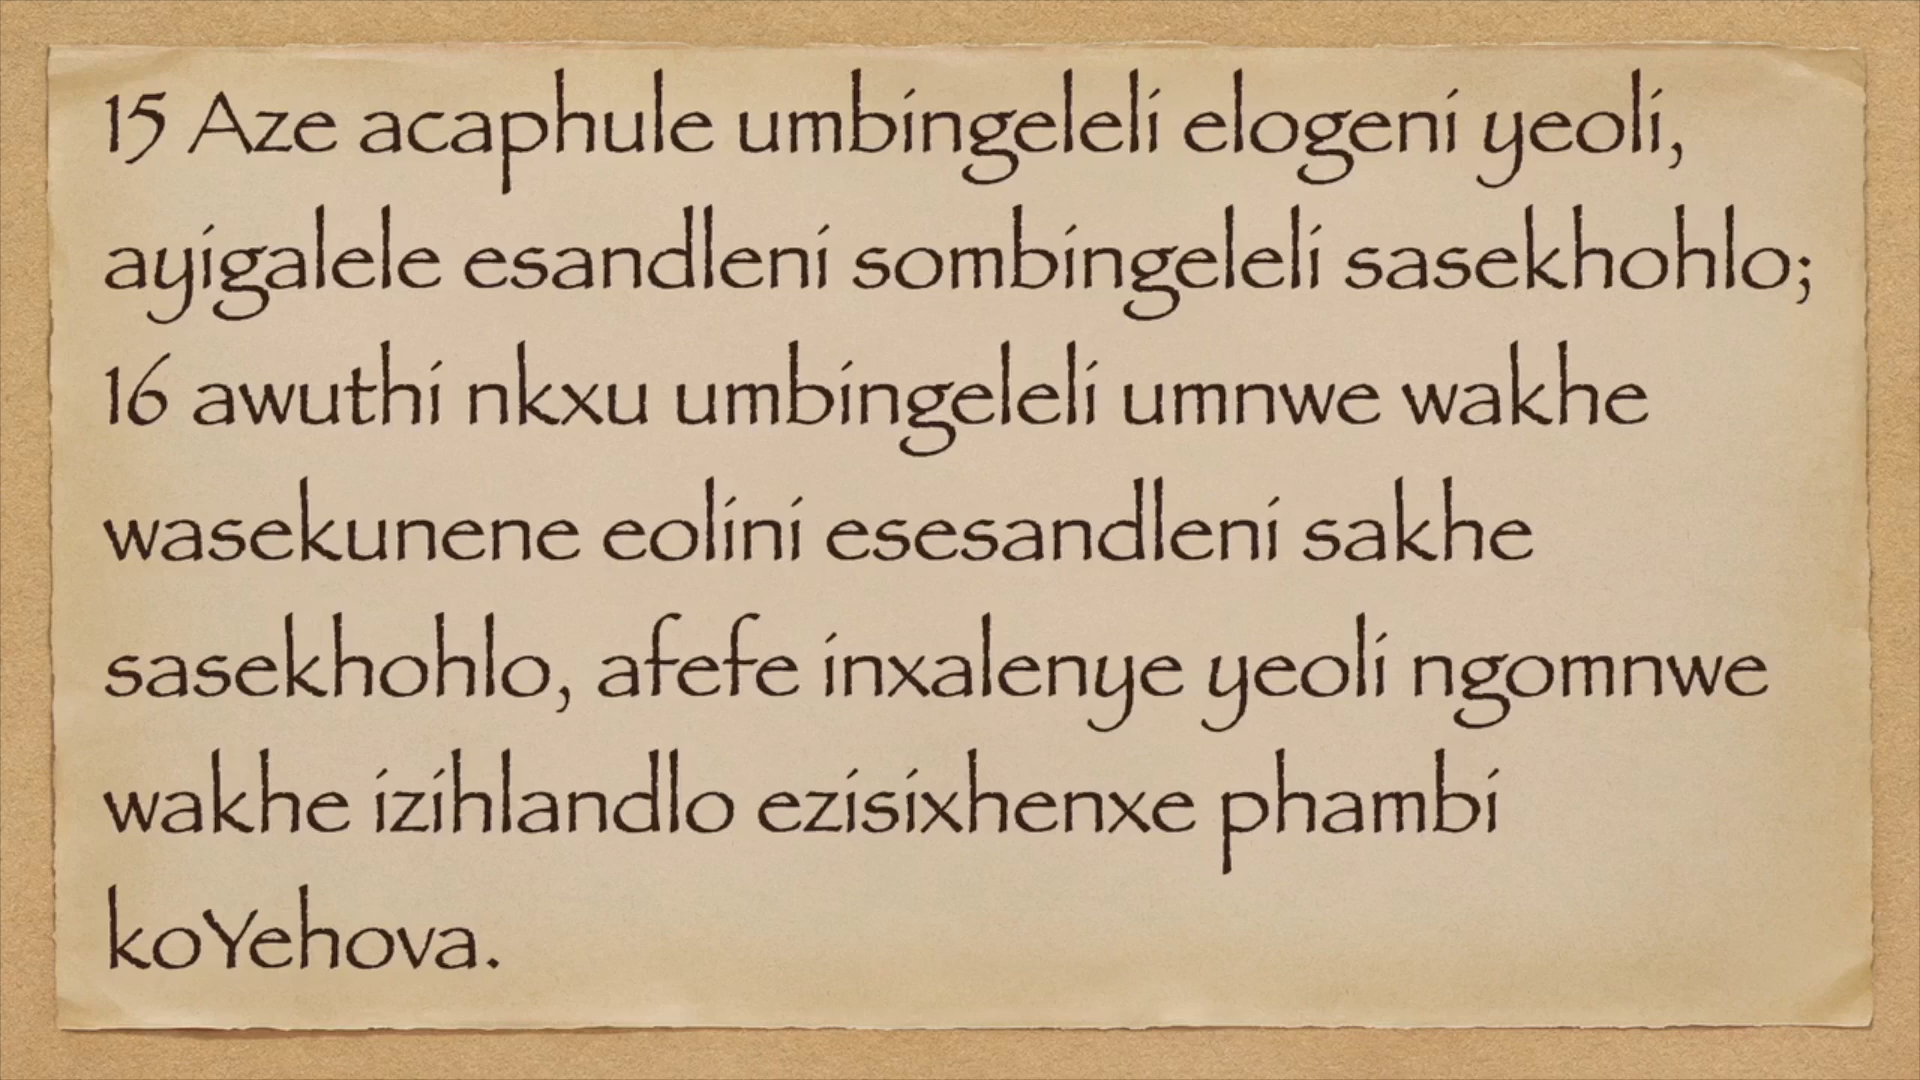 15 Aze acaphule umbingeleli elogeni yeoli,
ayigalele esandleni sombingeleli sasekhohlo;
16 awuthi nkxu umbingeleli umnwe wakhe
wasekunene eolini esesandleni sakhe
sasekhohlo, afefe inxalenye yeoli ngomnwe
wakhe izihlandlo ezisixhenxe phambi
koYehova.